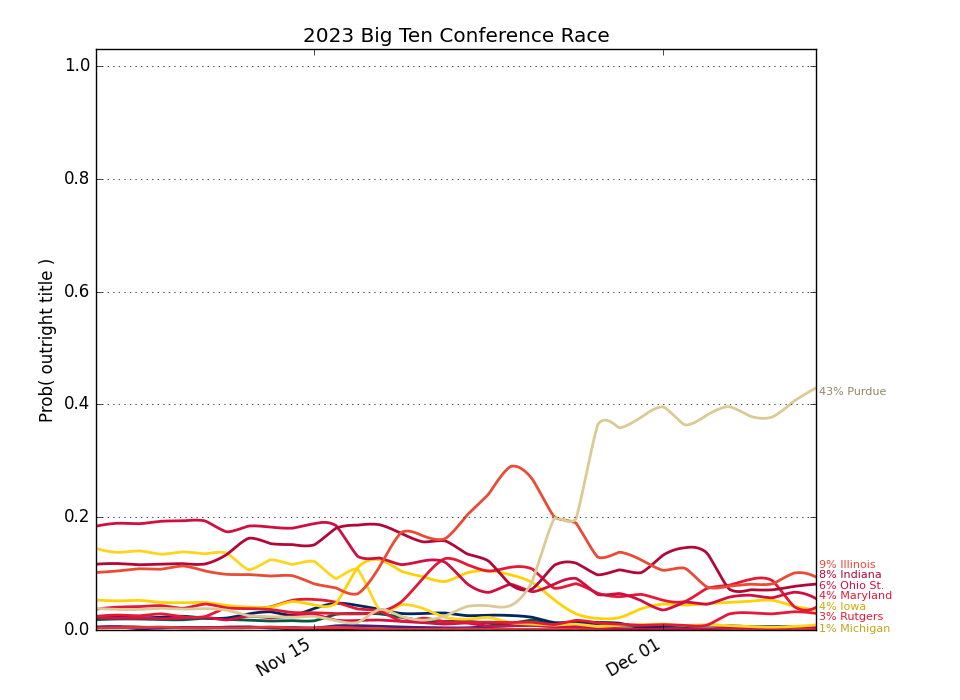 2023 Big Ten Conference Race
Prob( outright title )
1.0
0.8
0.6
0.4
0.2
0.0
Nov 15
Dec 01
43% Purdue
9% Illinois
8% Indiana
6% Ohio St.
4% Maryland
4% Iowa
3% Rutgers
1% Michigan